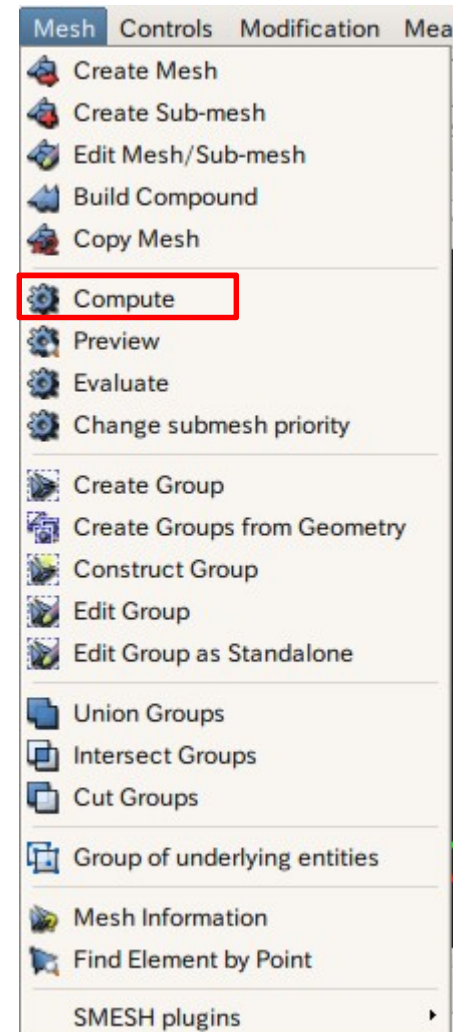 Mesh Controls Modification Mea
Create Mesh
Create Sub-mesh
Edit Mesh/Sub-mesh
Build Compound
Copy Mesh
Compute
Preview
Evaluate
Change submesh priority
Create Group
Create Groups from Geometry
Construct Group
Edit Group
Edit Group as Standalone
Union Groups
Intersect Groups
Cut Groups
Group of underlying entities
Mesh Information
Find Element by Point
SMESH plugins